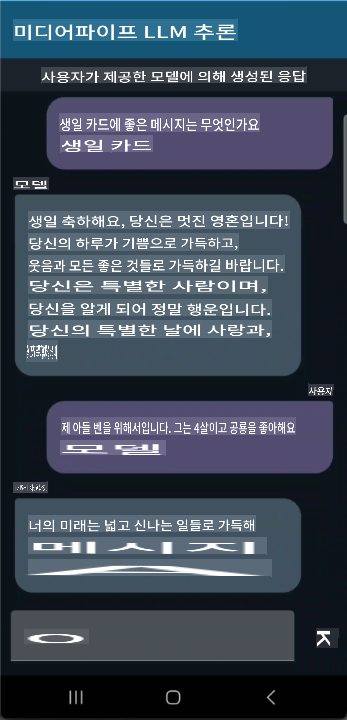 미디어파이프 LLM 추론
사용자가 제공한 모델에 의해 생성된 응답
생일 카드에 좋은 메시지는 무엇인가요
생일 카드
모델
생일 축하해요, 당신은 멋진 영혼입니다!
당신의 하루가 기쁨으로 가득하고,
웃음과 모든 좋은 것들로 가득하길 바랍니다.
당신은 특별한 사람이며,
당신을 알게 되어 정말 행운입니다.
당신의 특별한 날에 사랑과,
사용자
제 아들 벤을 위해서입니다. 그는 4살이고 공룡을 좋아해요
모델
너의 미래는 넓고 신나는 일들로 가득해
메시지
K